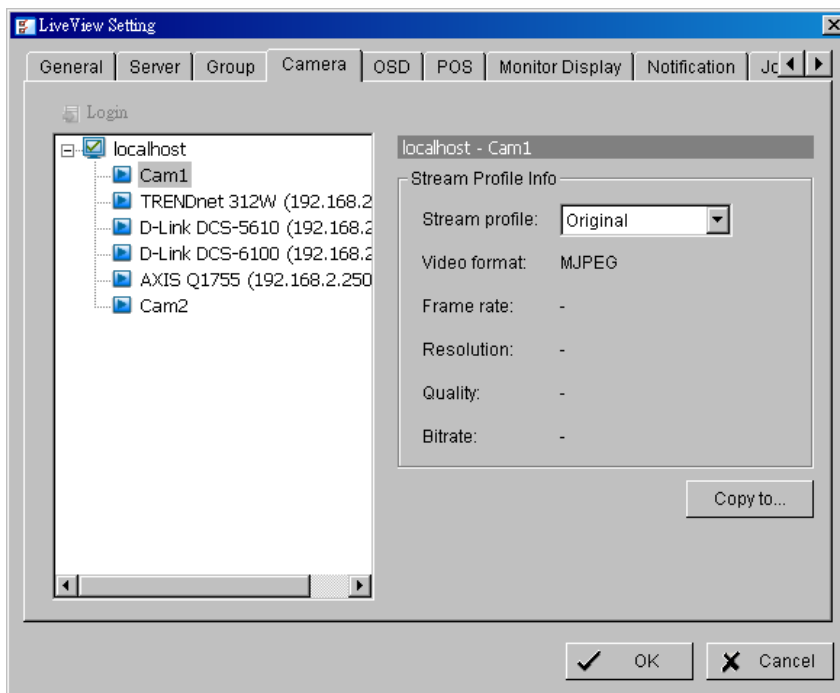 LiveView Setting
General Server Group Camera OSD POS Monitor Display Notification
Login
localhost
Cam1
TRENDnet 312W (192.168.2
D-Link DCS-5610 (192.168.2
D-Link DCS-6100 (192.168.2
AXIS Q1755 (192.168.2.250
Cam2
localhost - Cam1
Stream Profile Info
Stream profile: Original
Video format: MJPEG
Frame rate: -
Resolution: -
Quality: -
Bitrate: -
Copy to...
OK Cancel